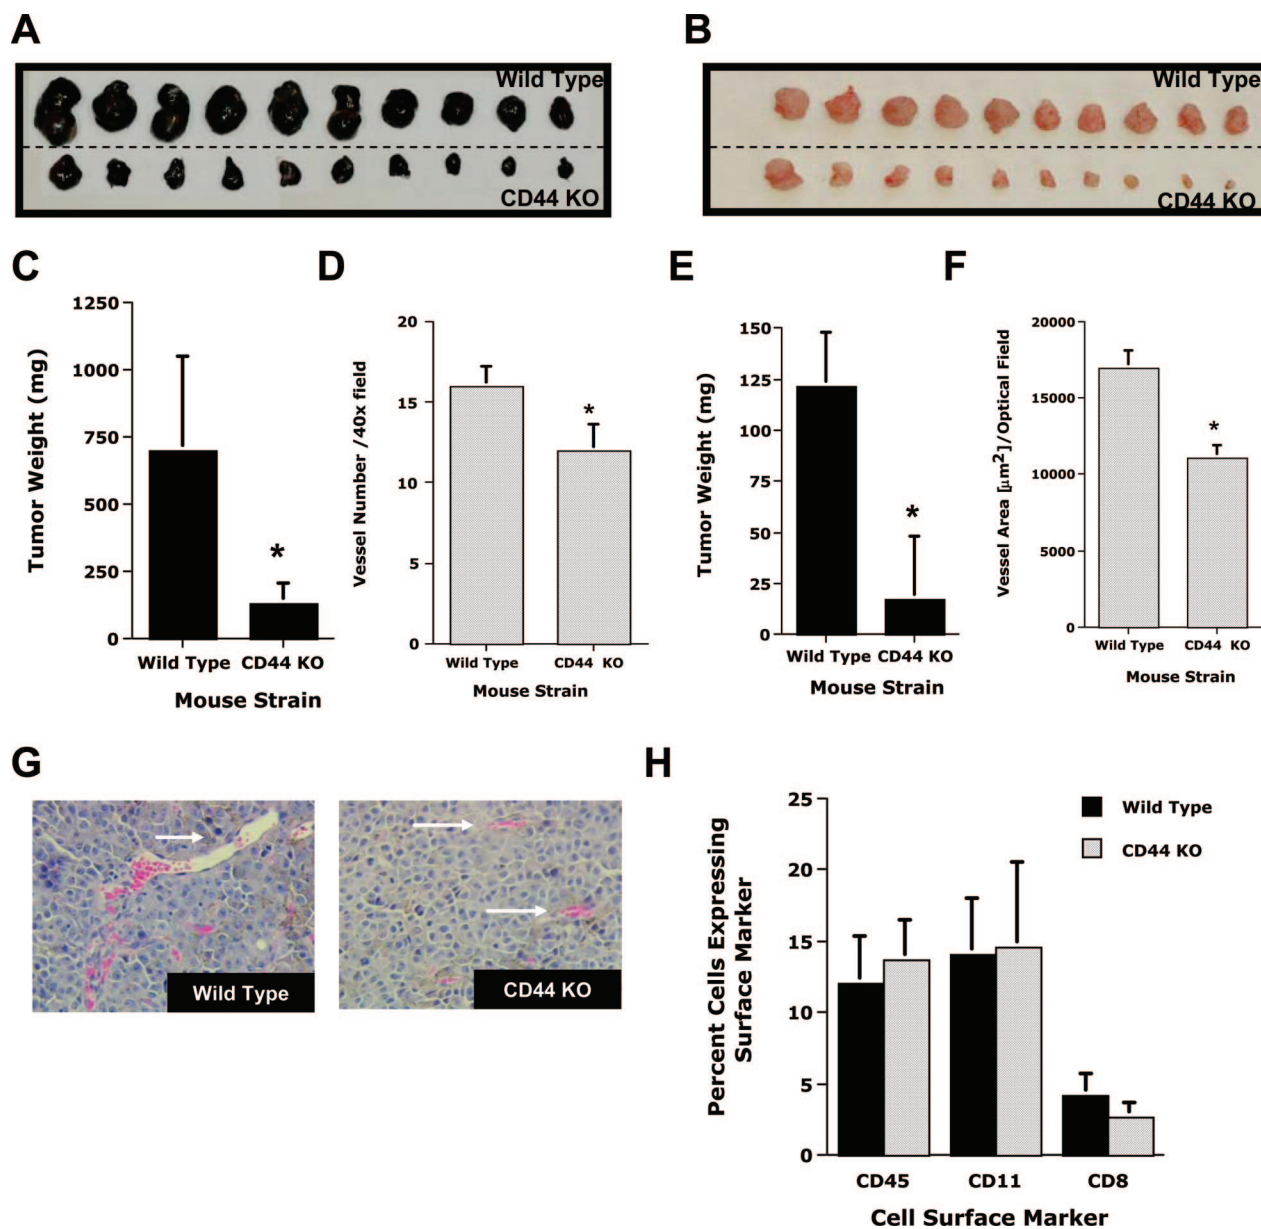 A
B
Wild Type
CD44 KO
Wild Type
CD44 KO
C
D
E
F
Tumor Weight (mg)
1250
1000
750
500
250
0
*
Wild Type CD44 KO
Mouse Strain
Vessel Number /40x field
20
15
10
5
0
*
Wild Type CD44 KO
Mouse Strain
Tumor Weight (mg)
150
125
100
75
50
25
0
*
Wild Type CD44 KO
Mouse Strain
Vessel Area [μm²]/Optical Field
20000
15000
10000
5000
0
*
Wild Type CD44 KO
Mouse Strain
G
H
Wild Type
CD44 KO
Percent Cells Expressing
Surface Marker
25
20
15
10
5
0
Wild Type
CD44 KO
CD45 CD11 CD8
Cell Surface Marker